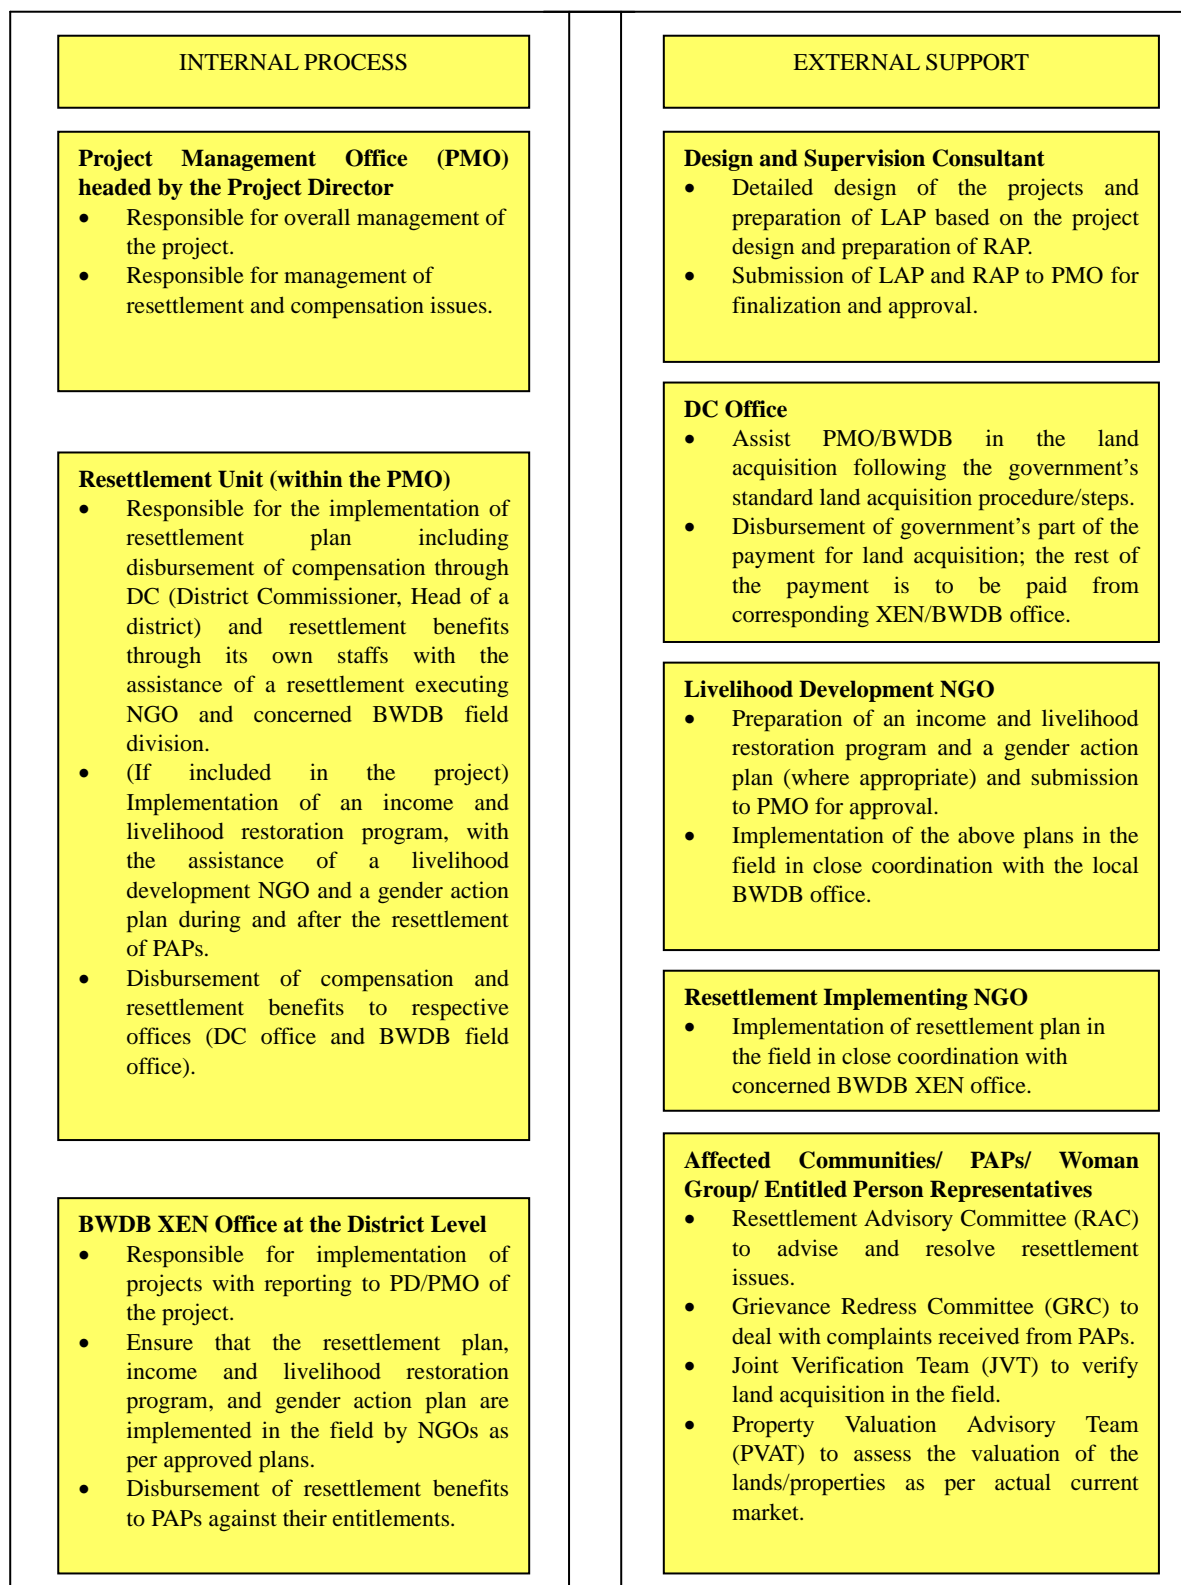 INTERNAL PROCESS
Project Management Office (PMO)
headed by the Project Director
• Responsible for overall management of
the project.
• Responsible for management of
resettlement and compensation issues.
Resettlement Unit (within the PMO)
• Responsible for the implementation of
resettlement plan including
disbursement of compensation through
DC (District Commissioner, Head of a
district) and resettlement benefits
through its own staffs with the
assistance of a resettlement executing
NGO and concerned BWDB field
division.
• (If included in the project)
Implementation of an income and
livelihood restoration program, with
the assistance of a livelihood
development NGO and a gender action
plan during and after the resettlement
of PAPs.
• Disbursement of compensation and
resettlement benefits to respective
offices (DC office and BWDB field
office).
BWDB XEN Office at the District Level
• Responsible for implementation of
projects with reporting to PD/PMO of
the project.
• Ensure that the resettlement plan,
income and livelihood restoration
program, and gender action plan are
implemented in the field by NGOs as
per approved plans.
• Disbursement of resettlement benefits
to PAPs against their entitlements.
EXTERNAL SUPPORT
Design and Supervision Consultant
• Detailed design of the projects and
preparation of LAP based on the project
design and preparation of RAP.
• Submission of LAP and RAP to PMO for
finalization and approval.
DC Office
• Assist PMO/BWDB in the land
acquisition following the government’s
standard land acquisition procedure/steps.
• Disbursement of government’s part of the
payment for land acquisition; the rest of
the payment is to be paid from
corresponding XEN/BWDB office.
Livelihood Development NGO
• Preparation of an income and livelihood
restoration program and a gender action
plan (where appropriate) and submission
to PMO for approval.
• Implementation of the above plans in the
field in close coordination with the local
BWDB office.
Resettlement Implementing NGO
• Implementation of resettlement plan in
the field in close coordination with
concerned BWDB XEN office.
Affected Communities/ PAPs/ Woman
Group/ Entitled Person Representatives
• Resettlement Advisory Committee (RAC)
to advise and resolve resettlement
issues.
• Grievance Redress Committee (GRC) to
deal with complaints received from PAPs.
• Joint Verification Team (JVT) to verify
land acquisition in the field.
• Property Valuation Advisory Team
(PVAT) to assess the valuation of the
lands/properties as per actual current
market.